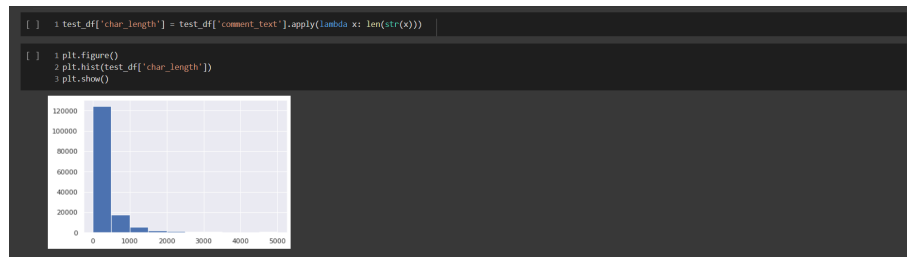 [ ] 1 test_df['char_length'] = test_df['comment_text'].apply(lambda x: len(str(x)))
[ ] 1 plt.figure()
2 plt.hist(test_df['char_length'])
3 plt.show()
120000
100000
80000
60000
40000
20000
0
0 1000 2000 3000 4000 5000